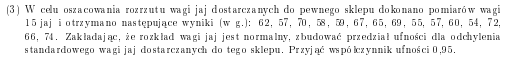 (3) W celu oszacowania rozrzutu wagi jaj dostarczanych do pewnego sklepu dokonano pomiarów wagi
15 jaj i otrzymano następujące wyniki (w g.): 62, 57, 70, 58, 59, 67, 65, 69, 55, 57, 60, 54, 72,
66, 74. Zakładając, że rozkład wagi jaj jest normalny, zbudować przedział ufności dla odchylenia
standardowego wagi jaj dostarczanych do tego sklepu. Przyjąć współczynnik ufności 0,95.